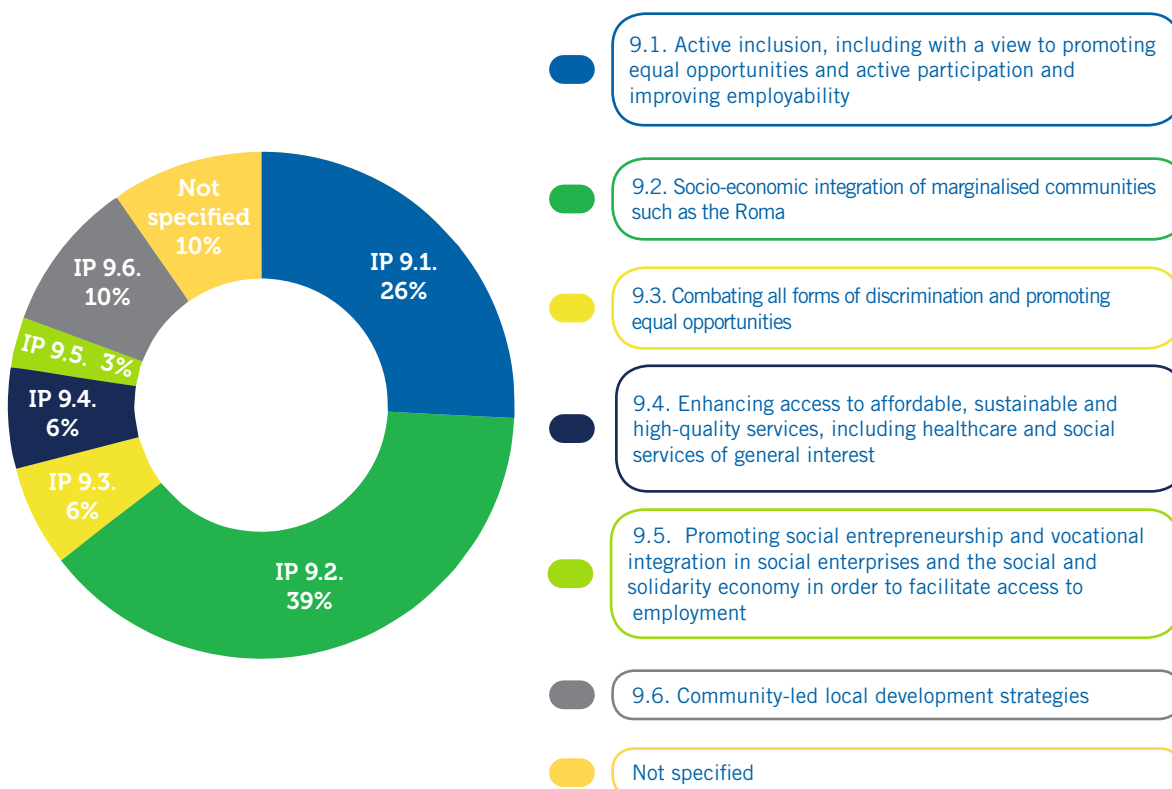 Not
specified
10%
IP 9.1.
26%
IP 9.6.
10%
IP 9.5. 3%
IP 9.4.
6%
IP 9.3.
6%
IP 9.2.
39%
9.1. Active inclusion, including with a view to promoting
equal opportunities and active participation and
improving employability
9.2. Socio-economic integration of marginalised communities
such as the Roma
9.3. Combating all forms of discrimination and promoting
equal opportunities
9.4. Enhancing access to affordable, sustainable and
high-quality services, including healthcare and social
services of general interest
9.5. Promoting social entrepreneurship and vocational
integration in social enterprises and the social and
solidarity economy in order to facilitate access to
employment
9.6. Community-led local development strategies
Not specified